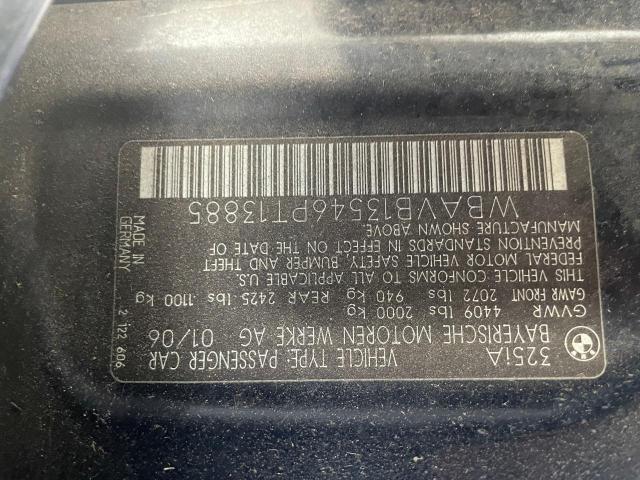 BMW
325iA VEHICLE TYPE: PASSENGER CAR
BAYERISCHE MOTOREN WERKE AG 01/06
GVWR 4409 lbs 2000 kg
GAWR FRONT 2072 lbs 940 kg REAR 2425 lbs 1100 kg
THIS VEHICLE CONFORMS TO ALL APPLICABLE U.S.
FEDERAL MOTOR VEHICLE SAFETY, BUMPER AND THEFT
PREVENTION STANDARDS IN EFFECT ON THE DATE OF
MANUFACTURE SHOWN ABOVE.
WBAVB13546PT13885
MADE IN
GERMANY
2 122 606